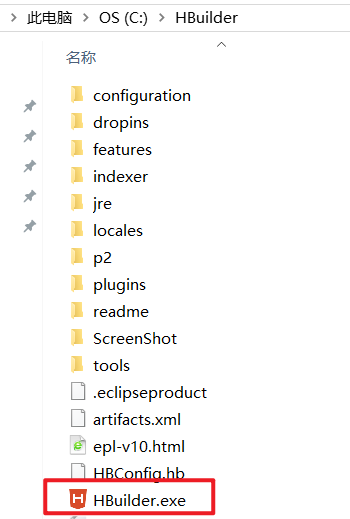 此电脑 > OS (C:) > HBuilder
名称
configuration
dropins
features
indexer
jre
locales
p2
plugins
readme
ScreenShot
tools
.eclipseproduct
artifacts.xml
epl-v10.html
HBConfig.hb
HBuilder.exe